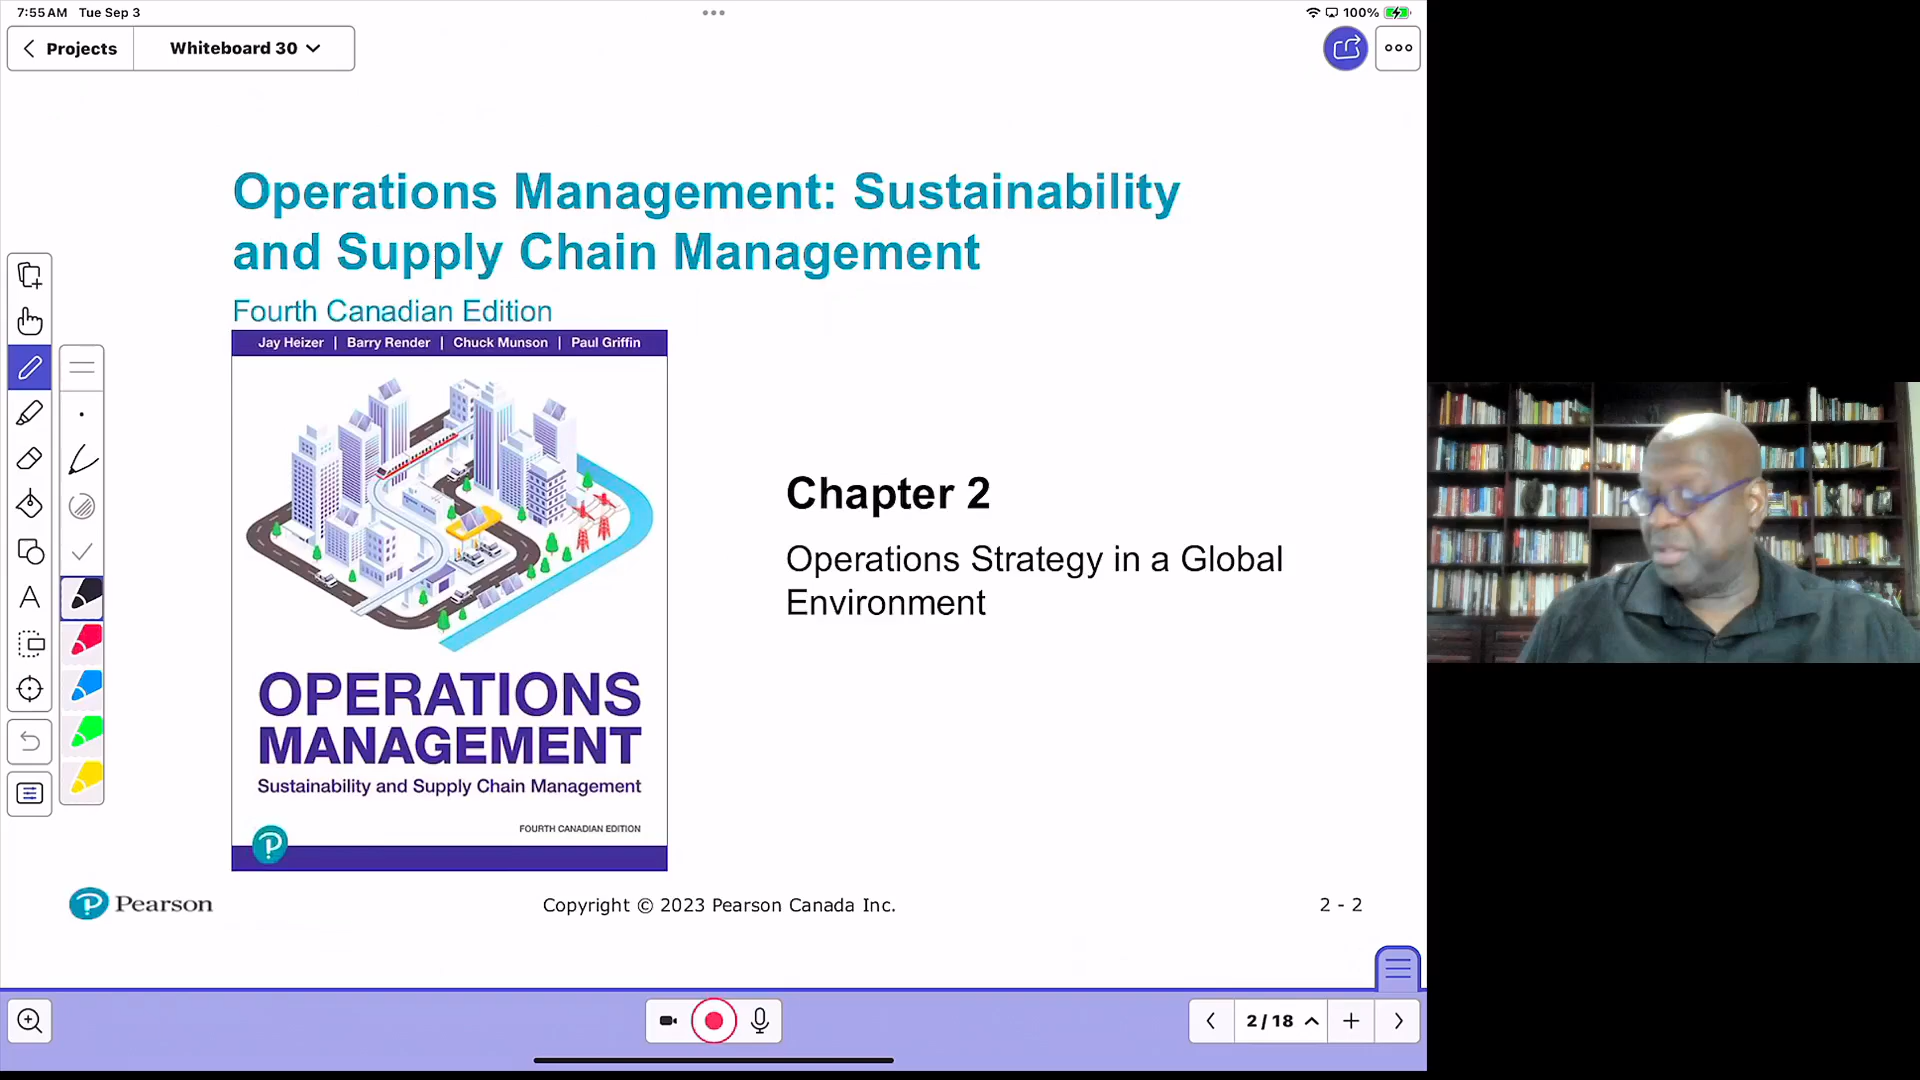 7:55 AM Tue Sep 3
100%
Projects
Whiteboard 30
Operations Management: Sustainability
and Supply Chain Management
Fourth Canadian Edition
Jay Heizer | Barry Render | Chuck Munson | Paul Griffin
Chapter 2
Operations Strategy in a Global
Environment
A
OPERATIONS
MANAGEMENT
Sustainability and Supply Chain Management
FOURTH CANADIAN EDITION
P
P Pearson
Copyright © 2023 Pearson Canada Inc.
2 - 2
2 / 18